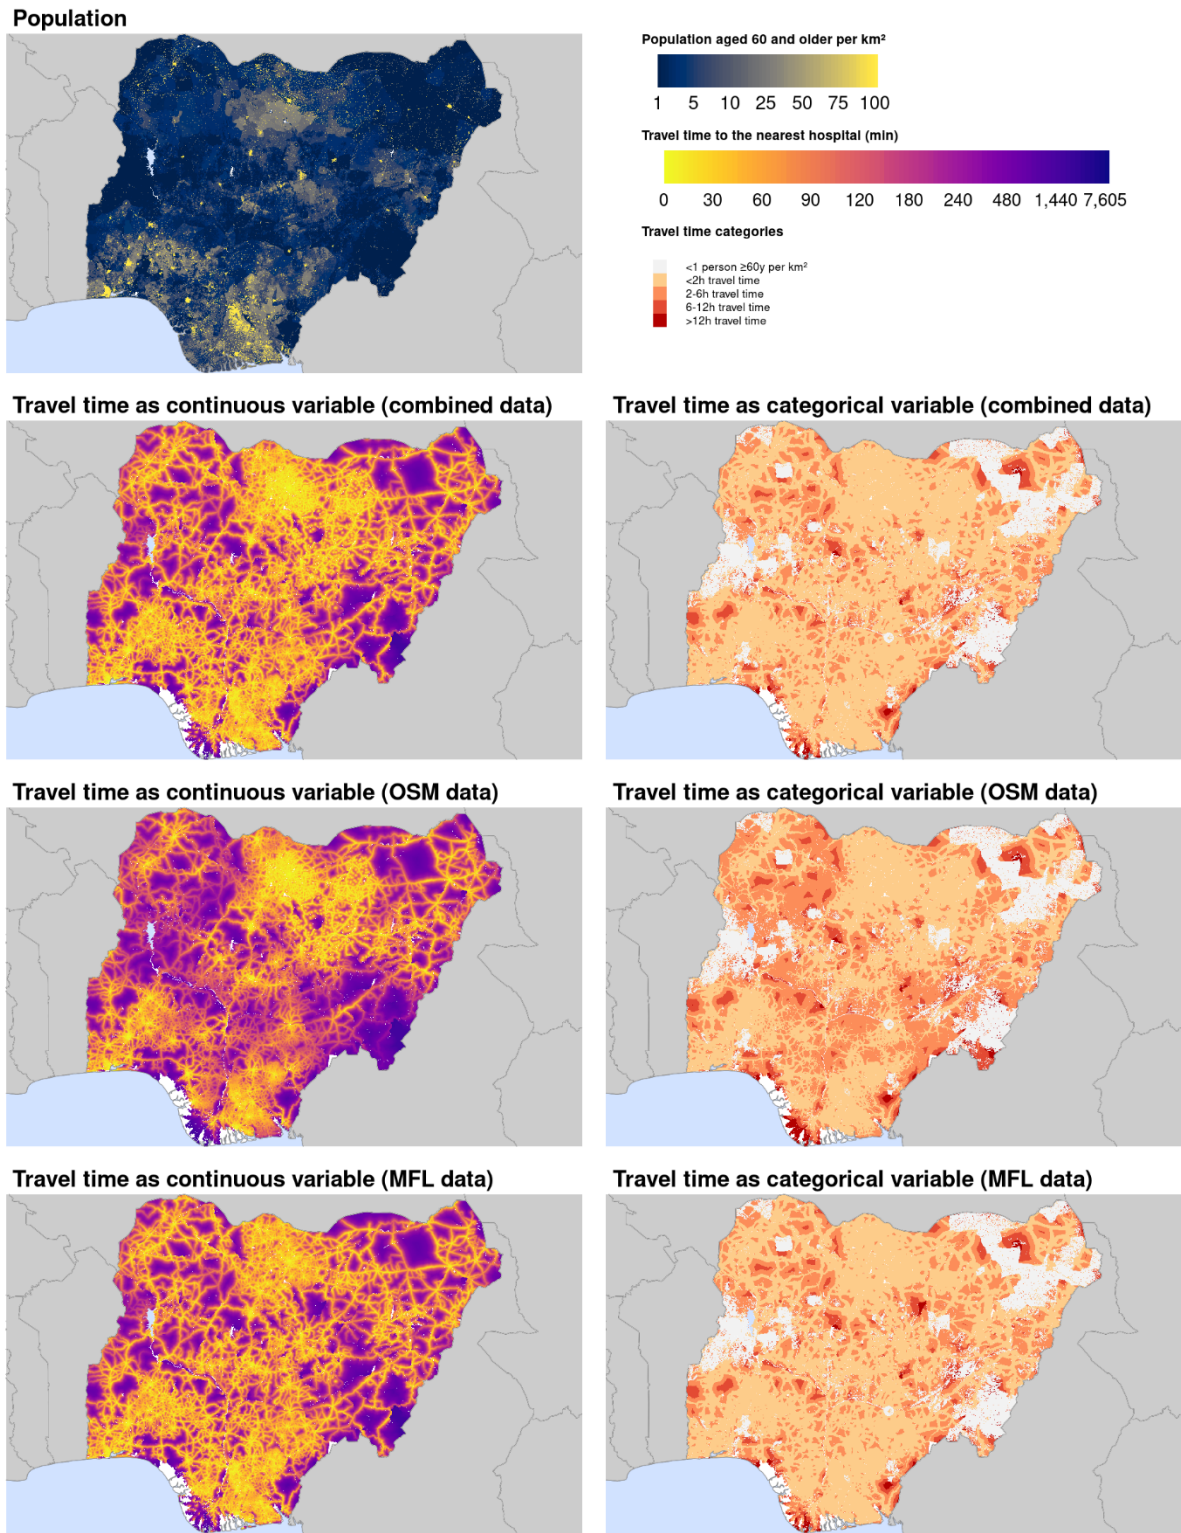 Population
Population aged 60 and older per km²
1 5 10 25 50 75 100
Travel time to the nearest hospital (min)
0 30 60 90 120 180 240 480 1,440 7,605
Travel time categories
<1 person ≥60y per km²
<2h travel time
2-6h travel time
6-12h travel time
>12h travel time
Travel time as continuous variable (combined data)
Travel time as categorical variable (combined data)
Travel time as continuous variable (OSM data)
Travel time as categorical variable (OSM data)
Travel time as continuous variable (MFL data)
Travel time as categorical variable (MFL data)